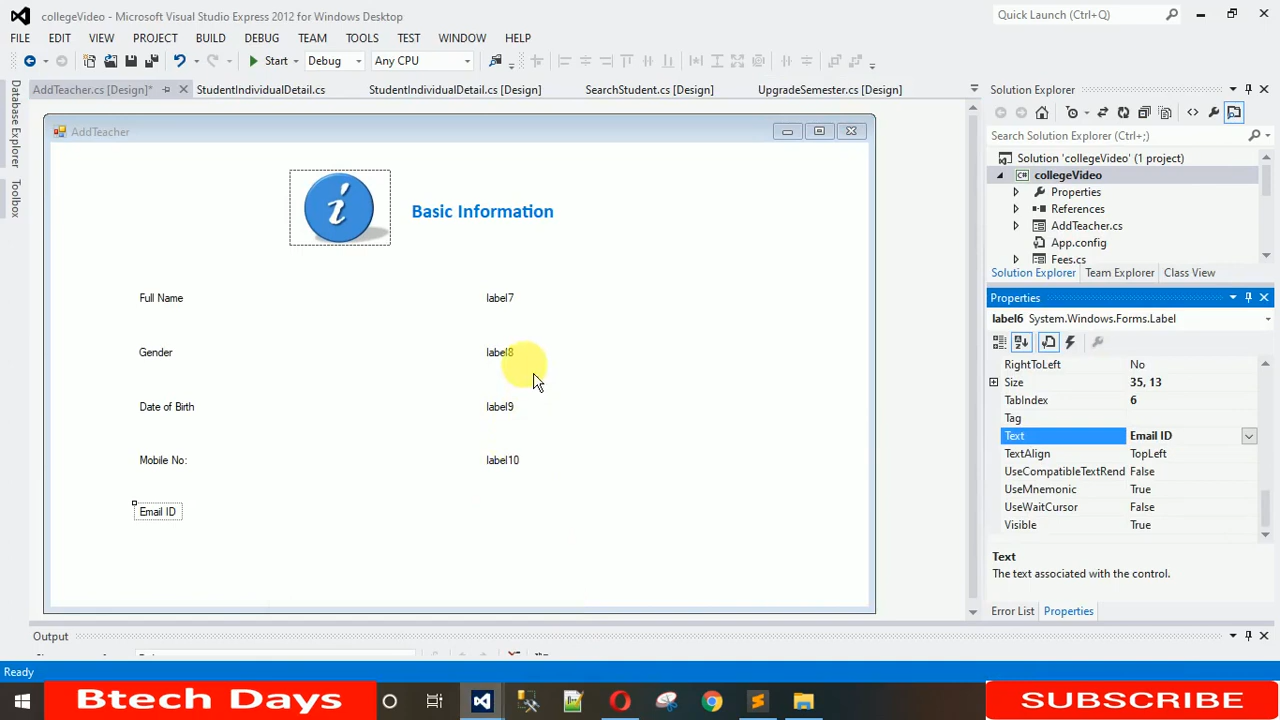 collegeVideo - Microsoft Visual Studio Express 2012 for Windows Desktop
Quick Launch (Ctrl+Q)
FILE EDIT VIEW PROJECT BUILD DEBUG TEAM TOOLS TEST WINDOW HELP
Start Debug Any CPU
AddTeacher.cs [Design]* StudentIndividualDetail.cs StudentIndividualDetail.cs [Design] SearchStudent.cs [Design] UpgradeSemester.cs [Design]
Database Explorer
Toolbox
AddTeacher
i
Basic Information
Full Name label7
Gender label8
Date of Birth label9
Mobile No: label10
Email ID
Solution Explorer
Search Solution Explorer (Ctrl+;)
Solution 'collegeVideo' (1 project)
C# collegeVideo
Properties
References
AddTeacher.cs
App.config
Fees.cs
Solution Explorer Team Explorer Class View
Properties
label6 System.Windows.Forms.Label
RightToLeft No
Size 35, 13
TabIndex 6
Tag
Text Email ID
TextAlign TopLeft
UseCompatibleTextRend False
UseMnemonic True
UseWaitCursor False
Visible True
Text
The text associated with the control.
Error List Properties
Output
Ready
Btech Days
SUBSCRIBE